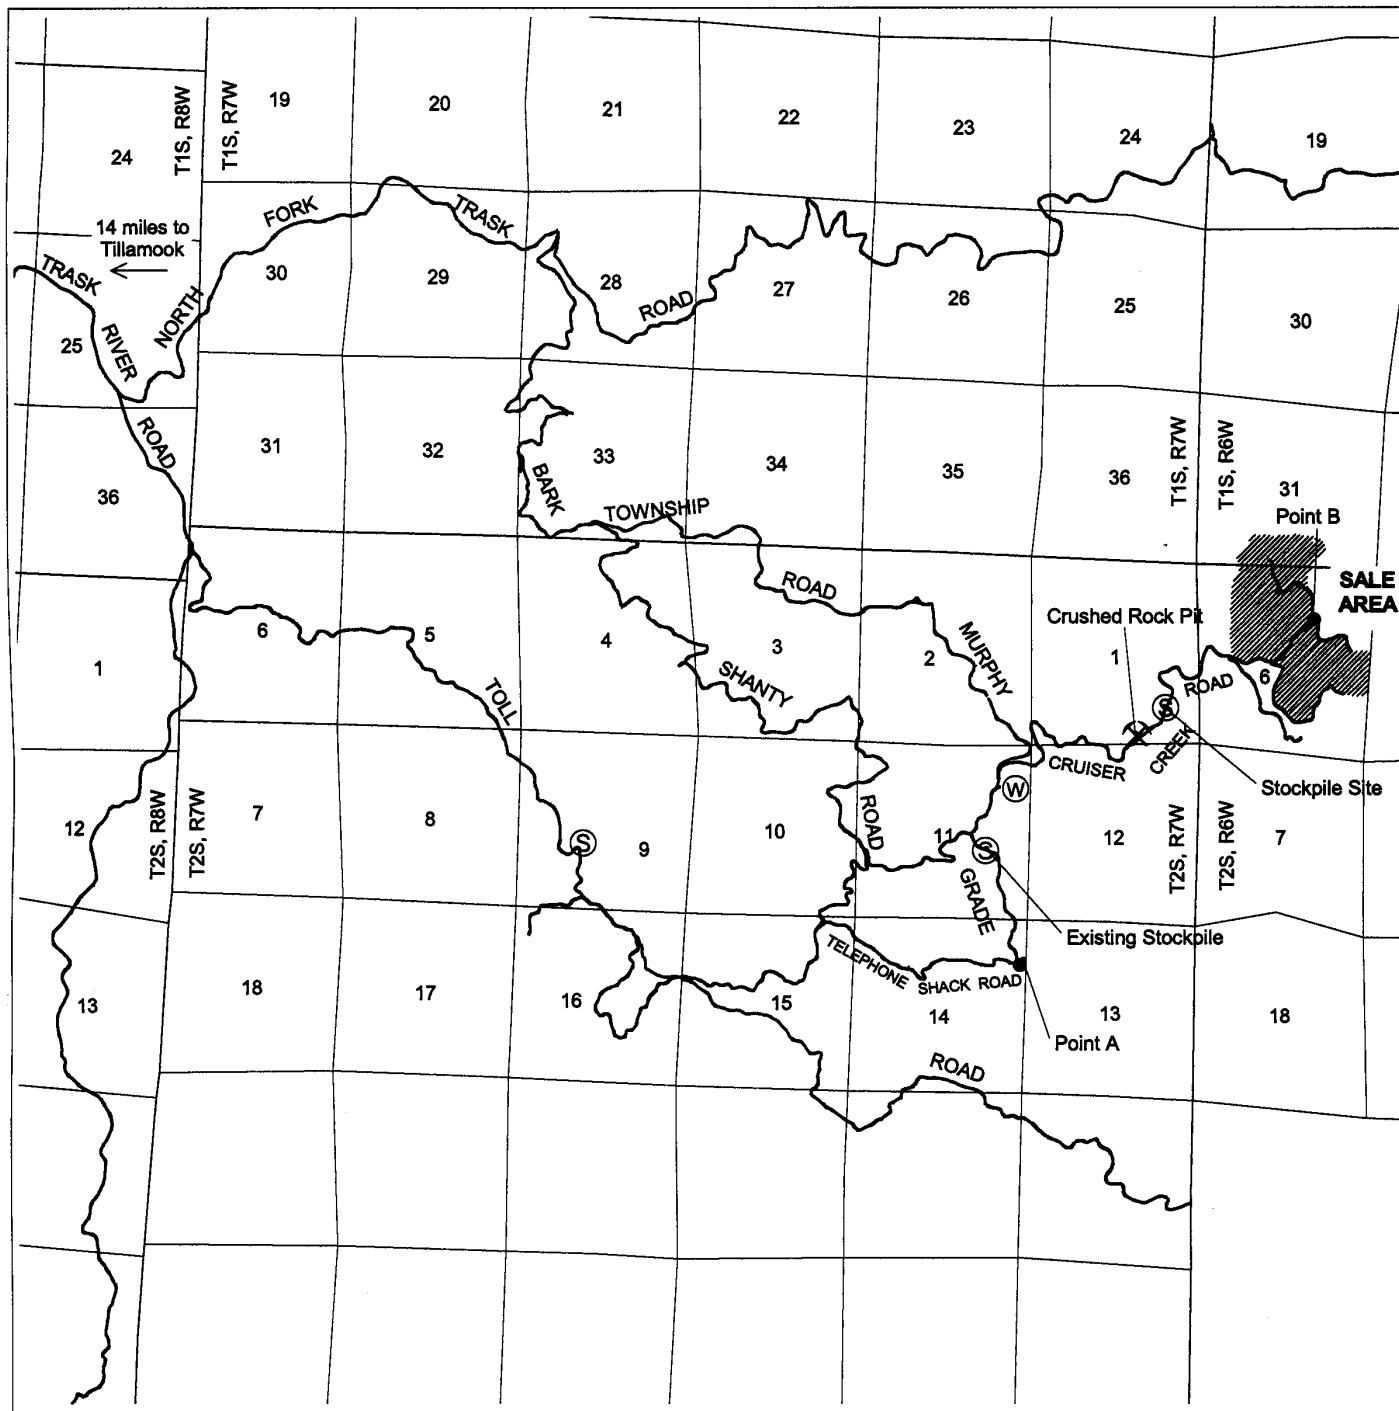 19
20
21
22
23
24
19
24
T1S, R8W
T1S, R7W
14 miles to
Tillamook
NORTH FORK TRASK ROAD
30
29
28
27
26
25
30
TRASK RIVER ROAD
25
31
32
33
34
35
36
T1S, R7W
T1S, R6W
31
Point B
36
BARK
SHANTY
ROAD
TOWNSHIP
ROAD
SALE
AREA
Crushed Rock Pit
1
6
5
4
3
2
MURPHY
GRADE
1
6
TOLL
ROAD
CRUISER
CREEK
ROAD
S
Stockpile Site
W
12
T2S, R8W
T2S, R7W
7
8
S
9
10
11
S
12
T2S, R7W
T2S, R6W
7
Existing Stockpile
TELEPHONE
SHACK ROAD
13
18
17
16
15
14
13
18
Point A